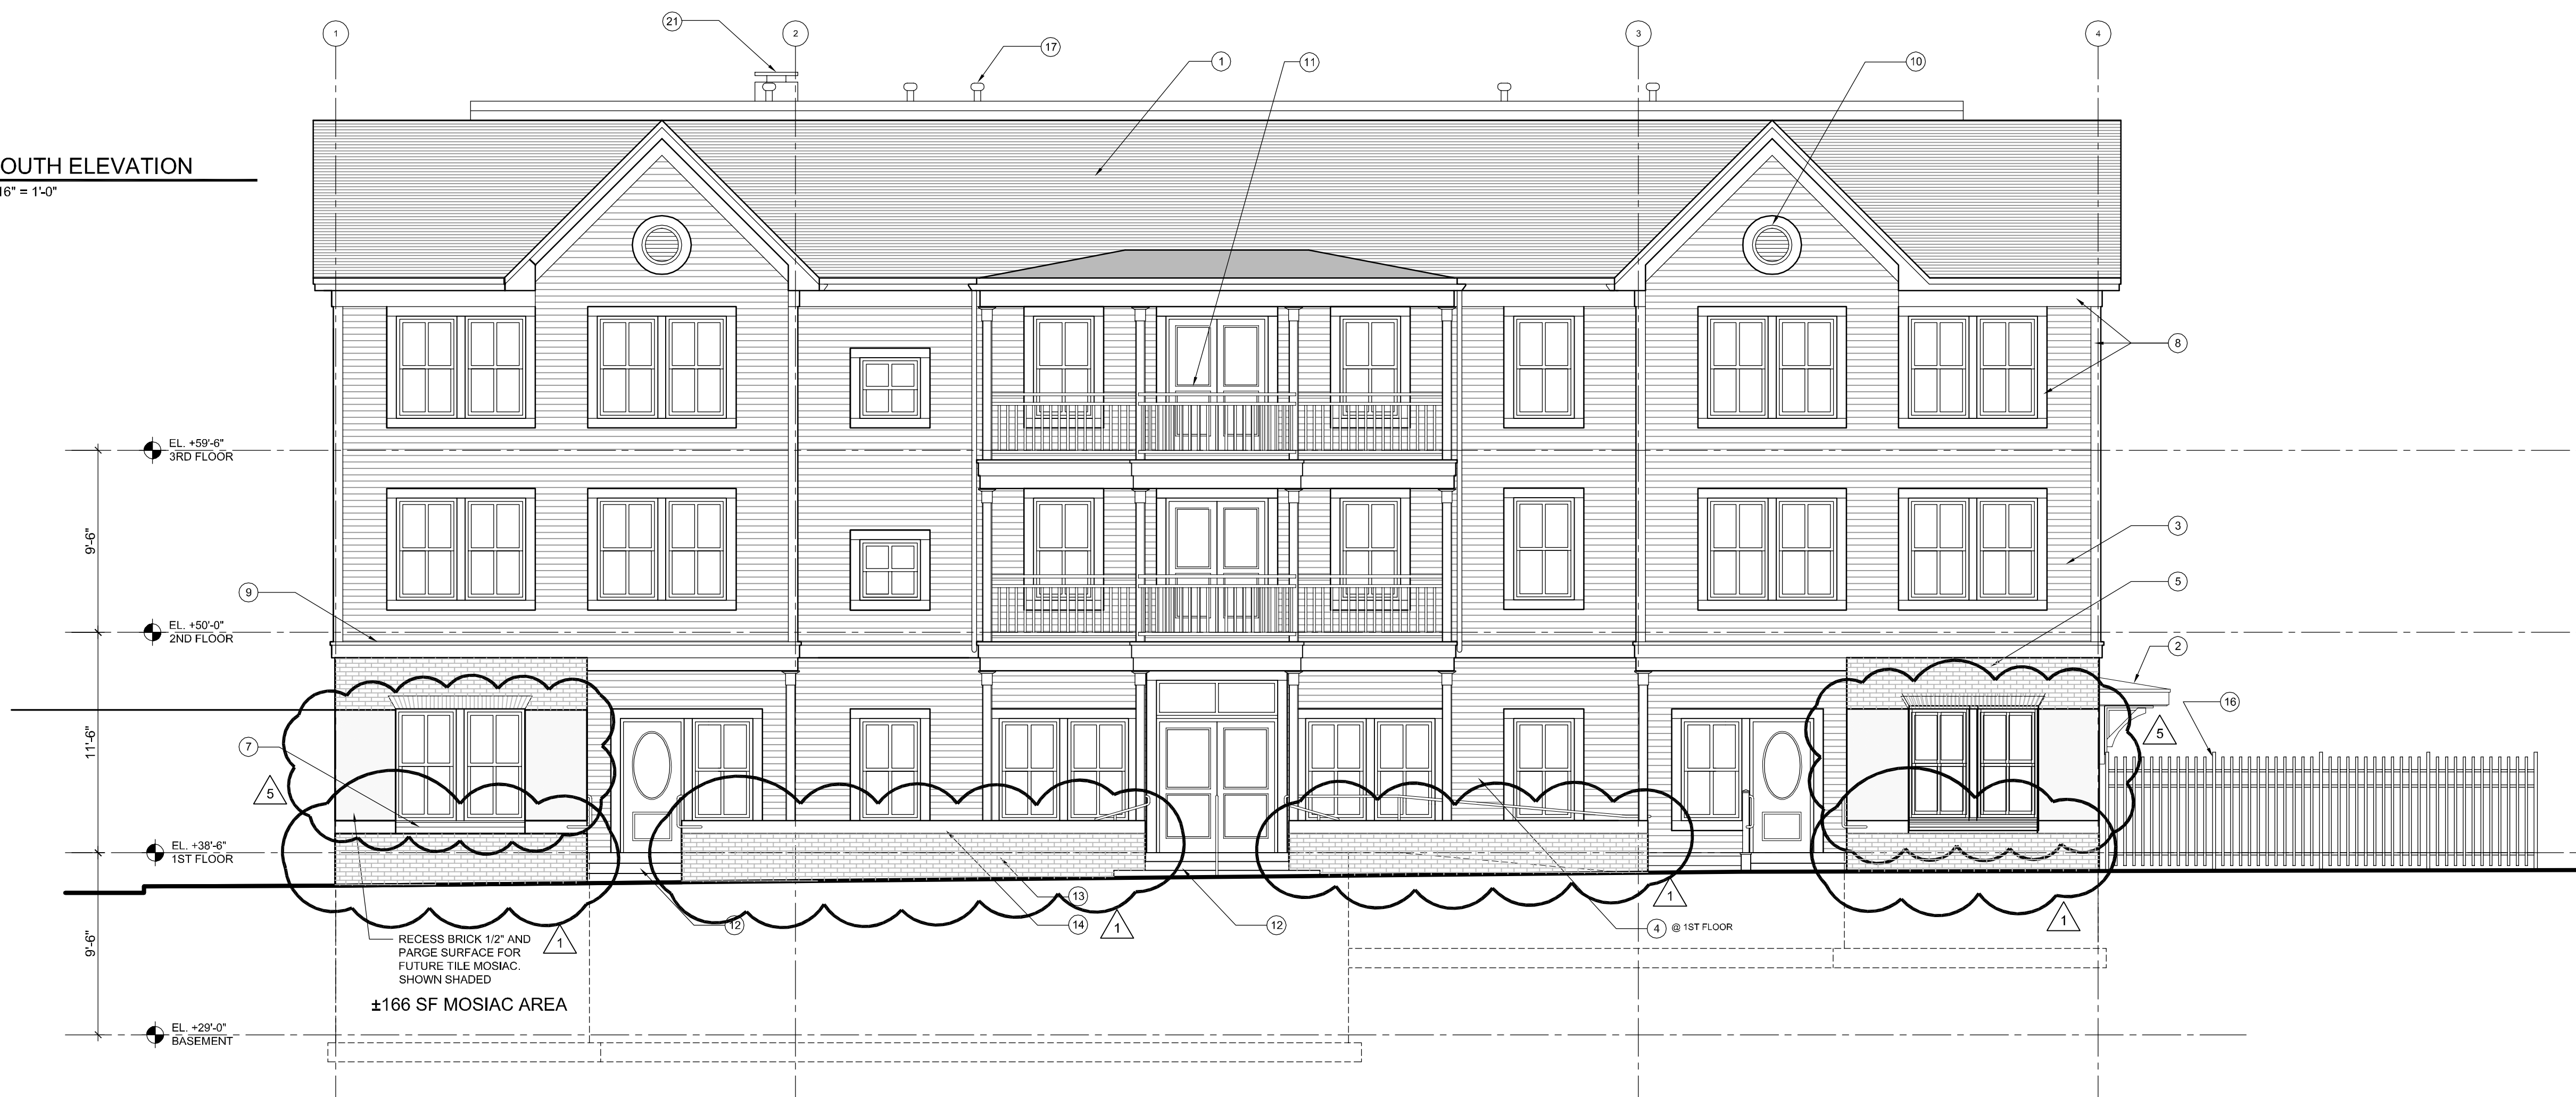 21
1
2
17
1
11
3
10
4
OUTH ELEVATION
16" = 1'-0"
8
EL. +59'-6"
3RD FLOOR
9'-6"
3
5
9
EL. +50'-0"
2ND FLOOR
2
16
5
11'-6"
7
5
EL. +38'-6"
1ST FLOOR
13
1
12
14
1
12
4 @ 1ST FLOOR
1
1
9'-6"
RECESS BRICK 1/2" AND
PARGE SURFACE FOR
FUTURE TILE MOSIAC.
SHOWN SHADED
±166 SF MOSIAC AREA
EL. +29'-0"
BASEMENT